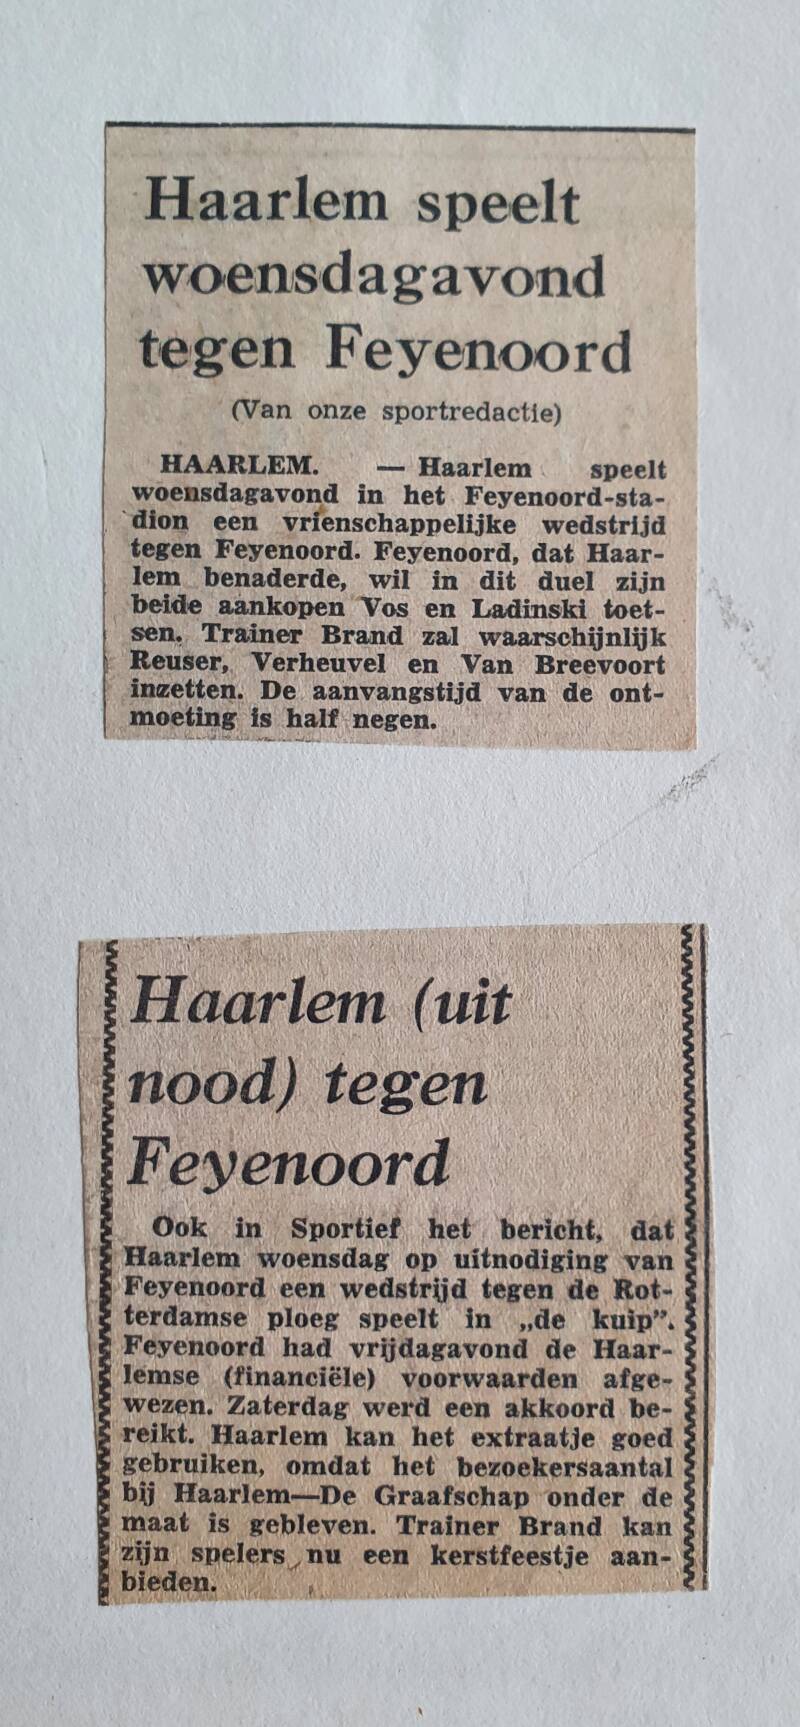 Haarlem speelt
woensdagavond
tegen Feyenoord
(Van onze sportredactie)
HAARLEM. — Haarlem speelt
woensdagavond in het Feyenoord-sta-
dion een vrienschappelijke wedstrijd
tegen Feyenoord. Feyenoord, dat Haar-
lem benaderde, wil in dit duel zijn
beide aankopen Vos en Ladinski toet-
sen. Trainer Brand zal waarschijnlijk
Reuser, Verheuvel en Van Breevoort
inzetten. De aanvangstijd van de ont-
moeting is half negen.
Haarlem (uit
nood) tegen
Feyenoord
Ook in Sportief het bericht, dat
Haarlem woensdag op uitnodiging van
Feyenoord een wedstrijd tegen de Rot-
terdamse ploeg speelt in „de kuip”.
Feyenoord had vrijdagavond de Haar-
lemse (financiële) voorwaarden afge-
wezen. Zaterdag werd een akkoord be-
reikt. Haarlem kan het extraatje goed
gebruiken, omdat het bezoekersaantal
bij Haarlem—De Graafschap onder de
maat is gebleven. Trainer Brand kan
zijn spelers nu een kerstfeestje aan-
bieden.